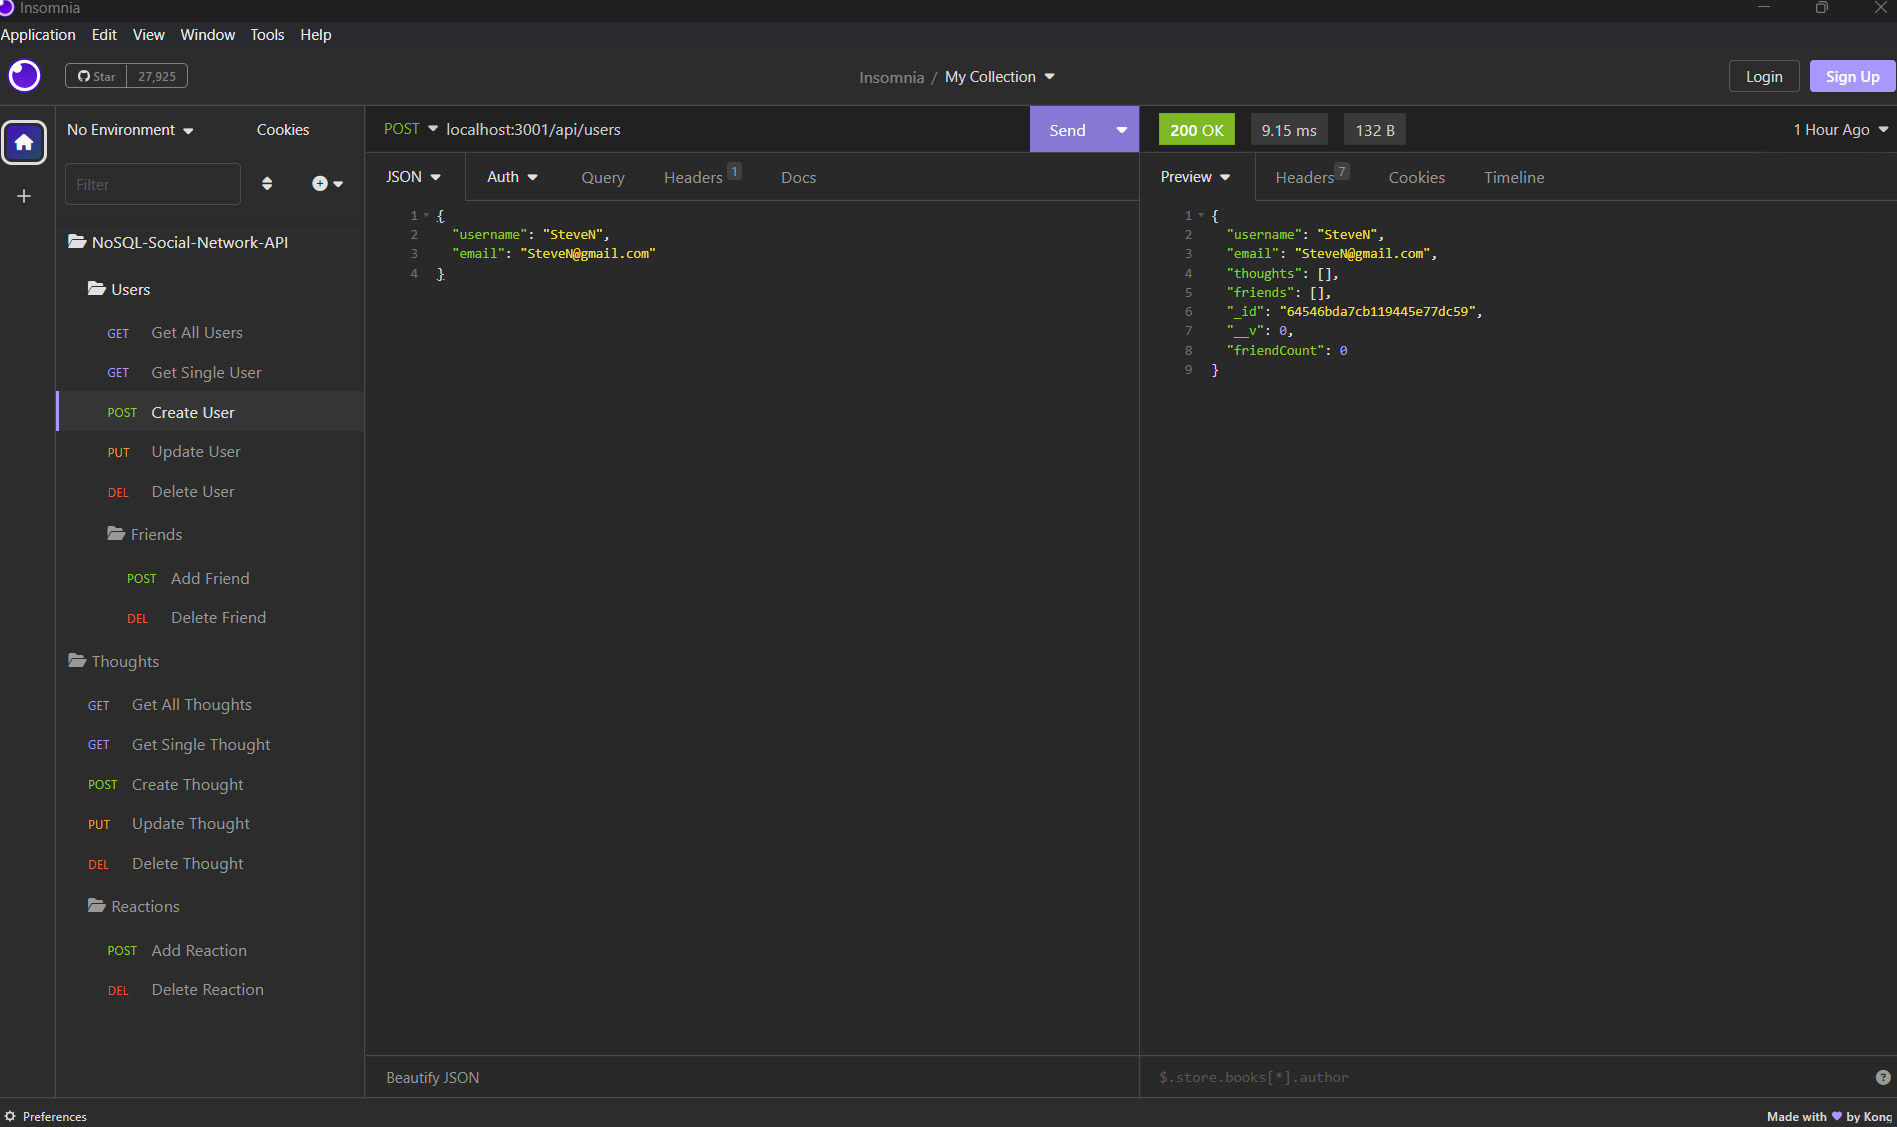 Insomnia
Application Edit View Window Tools Help
Star 27,925
Insomnia / My Collection
Login Sign Up
No Environment Cookies
Filter
NoSQL-Social-Network-API
Users
GET Get All Users
GET Get Single User
POST Create User
PUT Update User
DEL Delete User
Friends
POST Add Friend
DEL Delete Friend
Thoughts
GET Get All Thoughts
GET Get Single Thought
POST Create Thought
PUT Update Thought
DEL Delete Thought
Reactions
POST Add Reaction
DEL Delete Reaction
POST localhost:3001/api/users Send
JSON Auth Query Headers 1 Docs
1 {
2 "username": "SteveN",
3 "email": "SteveN@gmail.com"
4 }
Beautify JSON
200 OK 9.15 ms 132 B 1 Hour Ago
Preview Headers 7 Cookies Timeline
1 {
2 "username": "SteveN",
3 "email": "SteveN@gmail.com",
4 "thoughts": [],
5 "friends": [],
6 "_id": "64546bda7cb119445e77dc59",
7 "__v": 0,
8 "friendCount": 0
9 }
$.store.books[*].author
Preferences
Made with ♥ by Kong